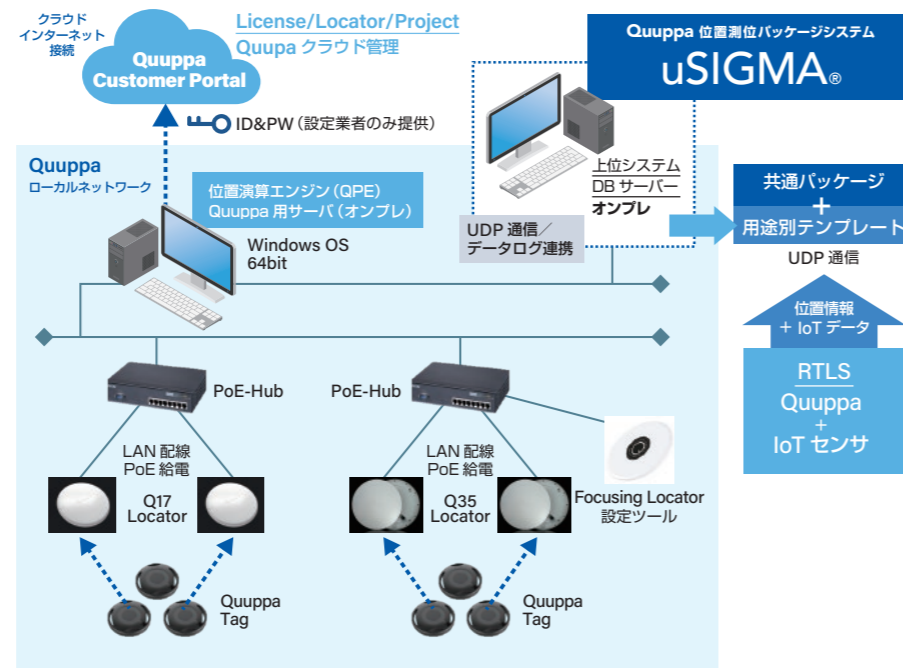 クラウド
インターネット
接続
Quuppa
Customer Portal
License/Locator/Project
Quupa クラウド管理
ID&PW（設定業者のみ提供）
Quuppa 位置測位パッケージシステム
uSIGMA®
上位システム
DB サーバー
オンプレ
UDP 通信／
データログ連携
共通パッケージ
+
用途別テンプレート
UDP 通信
位置情報
+ IoT データ
RTLS
Quuppa
+
IoT センサ
Quuppa
ローカルネットワーク
位置演算エンジン（QPE）
Quuppa 用サーバ（オンプレ）
Windows OS
64bit
PoE-Hub
PoE-Hub
LAN 配線
PoE 給電
Q17
Locator
LAN 配線
PoE 給電
Q35
Locator
Focusing Locator
設定ツール
Quuppa
Tag
Quuppa
Tag